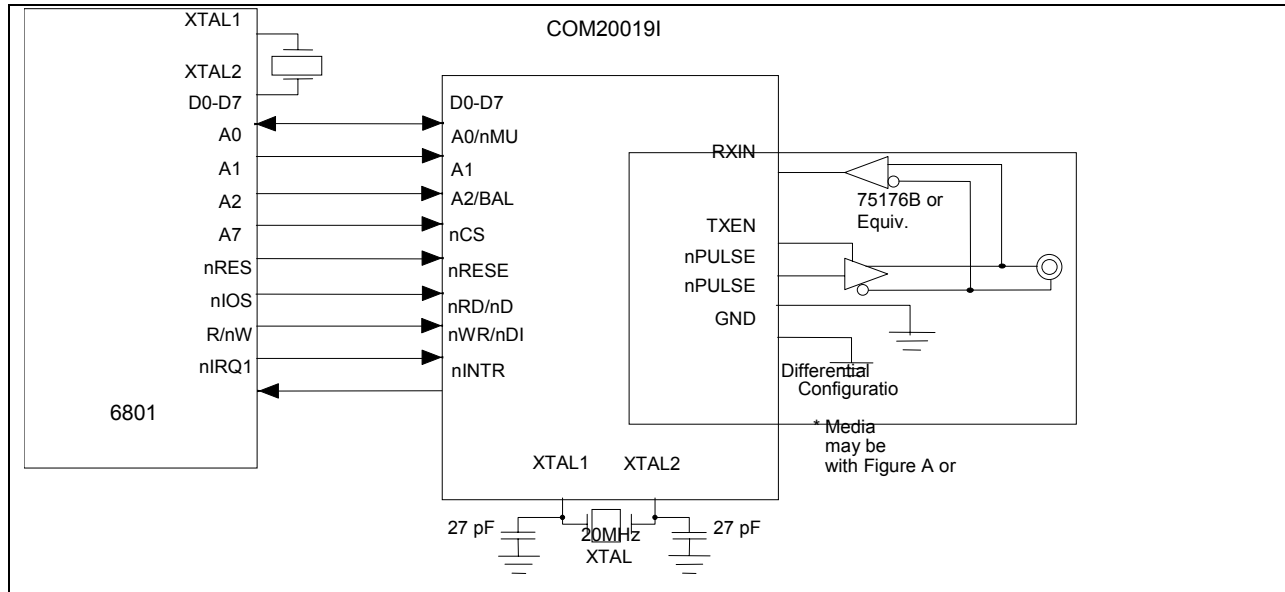 COM20019I
XTAL1
XTAL2
D0-D7
A0
A1
A2
A7
nRES
nIOS
R/nW
nIRQ1
6801
D0-D7
A0/nMU
A1
A2/BAL
nCS
nRESE
nRD/nD
nWR/nDI
nINTR
RXIN
TXEN
nPULSE
nPULSE
GND
75176B or
Equiv.
Differential
Configuratio
* Media
may be
with Figure A or
XTAL1
XTAL2
27 pF
20MHz
XTAL
27 pF